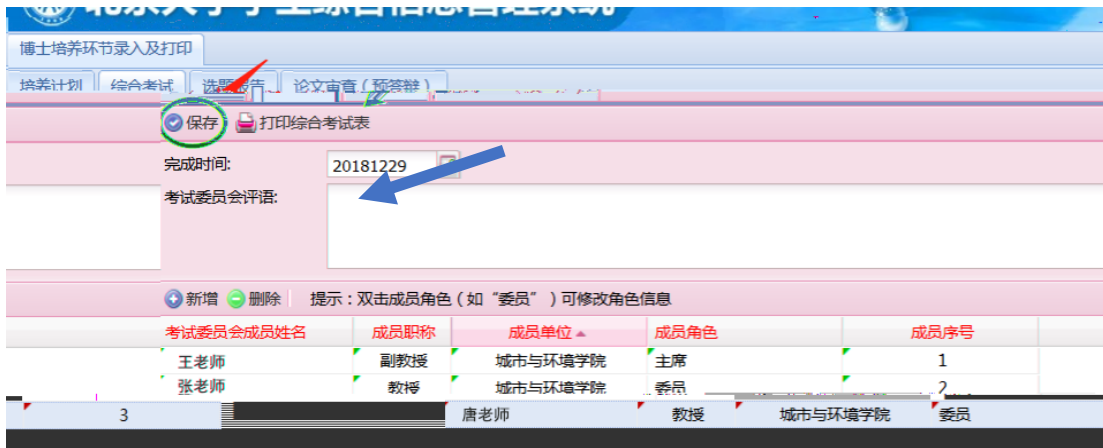 博士培养环节录入及打印
培养计划 综合考试 选题报告 论文审查（预答辩）
保存 打印综合考试表
完成时间: 20181229
考试委员会评语:
新增 删除 提示：双击成员角色（如“委员”）可修改角色信息
考试委员会成员姓名 成员职称 成员单位 成员角色 成员序号
王老师 副教授 城市与环境学院 主席 1
张老师 教授 城市与环境学院 委员 2
3 唐老师 教授 城市与环境学院 委员